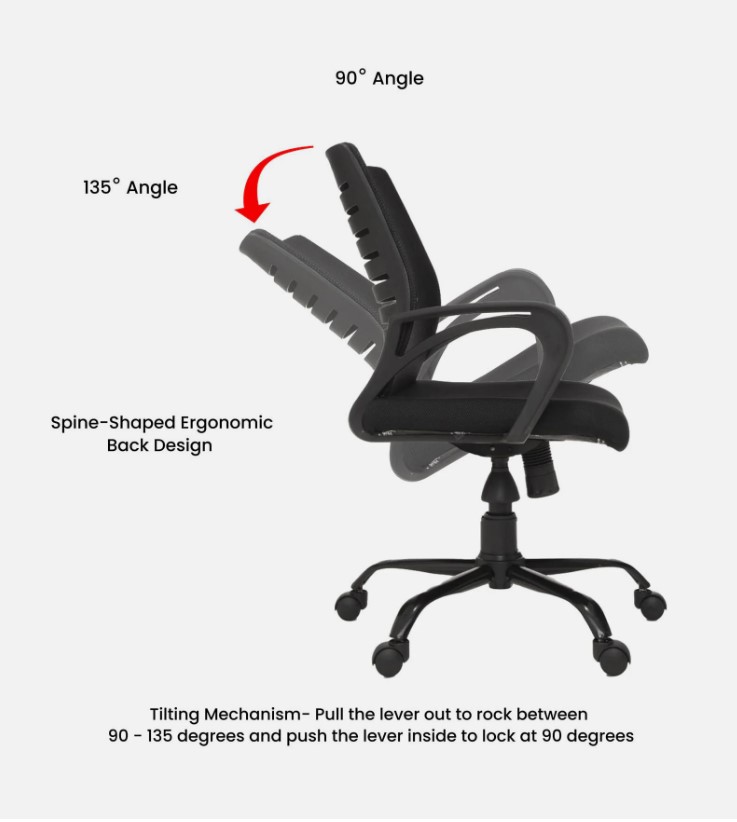 90° Angle
135° Angle
Spine-Shaped Ergonomic
Back Design
Tilting Mechanism- Pull the lever out to rock between
90 - 135 degrees and push the lever inside to lock at 90 degrees